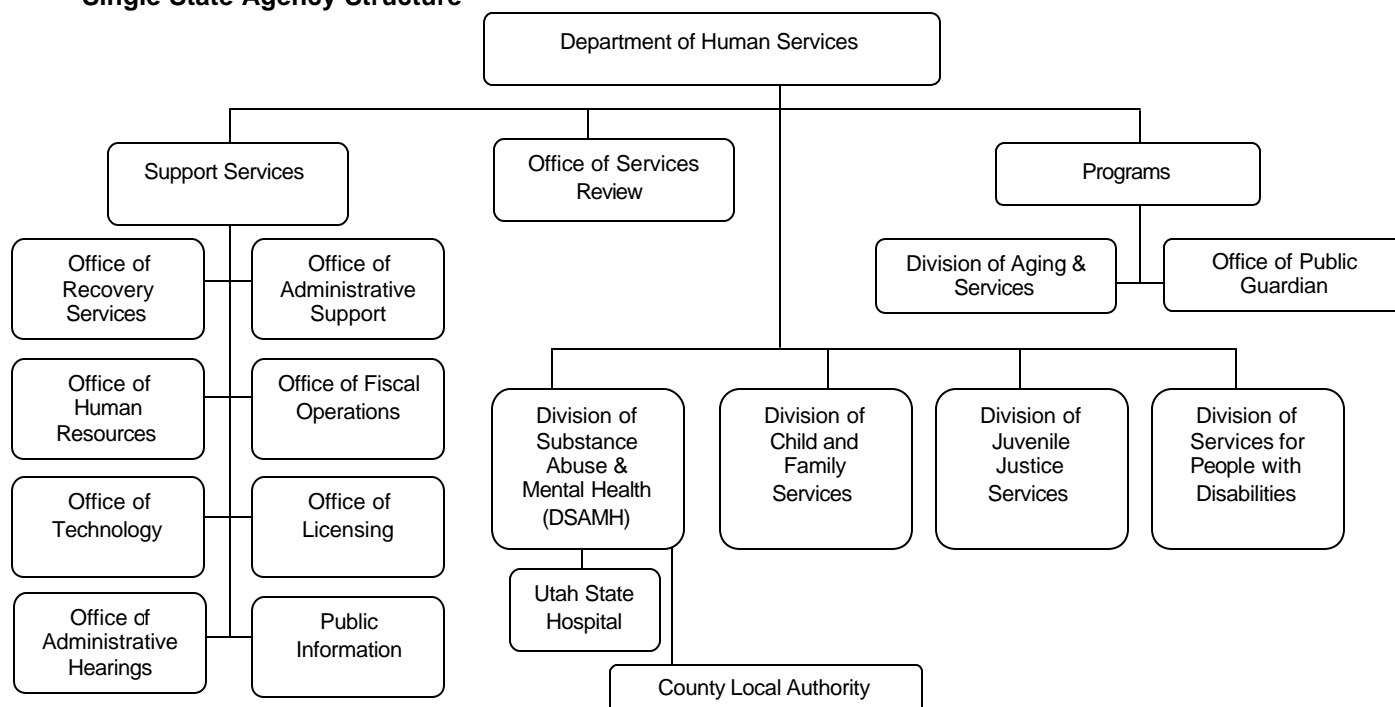 Single State Agency Structure
Department of Human Services
Support Services
Office of Services
Review
Programs
Office of
Recovery
Services
Office of
Administrative
Support
Division of Aging &
Services
Office of Public
Guardian
Office of
Human
Resources
Office of Fiscal
Operations
Division of
Substance
Abuse &
Mental Health
(DSAMH)
Division of
Child and
Family
Services
Division of
Juvenile
Justice
Services
Division of
Services for
People with
Disabilities
Office of
Technology
Office of
Licensing
Utah State
Hospital
Office of
Administrative
Hearings
Public
Information
County Local Authority